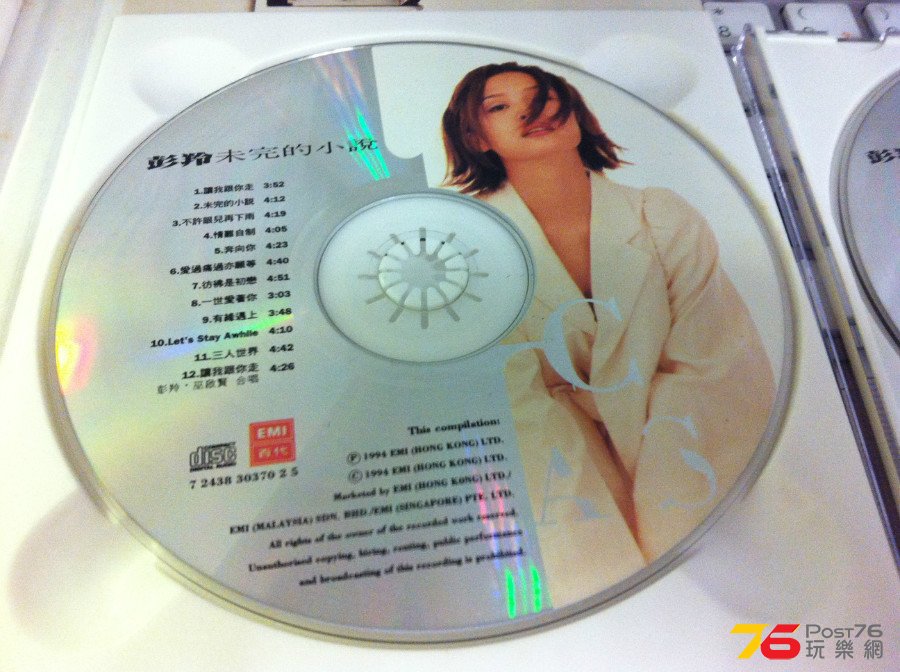 彭羚 未完的小說
1.讓我跟你走 3:52
2.未完的小說 4:12
3.不許眼兒再下雨 4:19
4.情難自制 4:05
5.奔向你 4:23
6.愛過痛過亦願等 4:40
7.彷彿是初戀 4:51
8.一世愛著你 3:03
9.有緣遇上 3:48
10.Let's Stay Awhile 4:10
11.三人世界 4:42
12.讓我跟你走 4:26
彭羚·巫啟賢 合唱
COMPACT
disc
DIGITAL AUDIO
EMI
百代
7 2438 30370 2 5
This compilation:
Ⓟ 1994 EMI (HONG KONG) LTD.
© 1994 EMI (HONG KONG) LTD.
Marketed by EMI (HONG KONG) LTD./
EMI (MALAYSIA) SDN. BHD./EMI (SINGAPORE) PTE. LTD.
All rights of the owner of the recorded work reserved.
Unauthorised copying, hiring, renting, public performance
and broadcasting of this recording is prohibited.
C
A S
彭
76 POST76
玩樂網